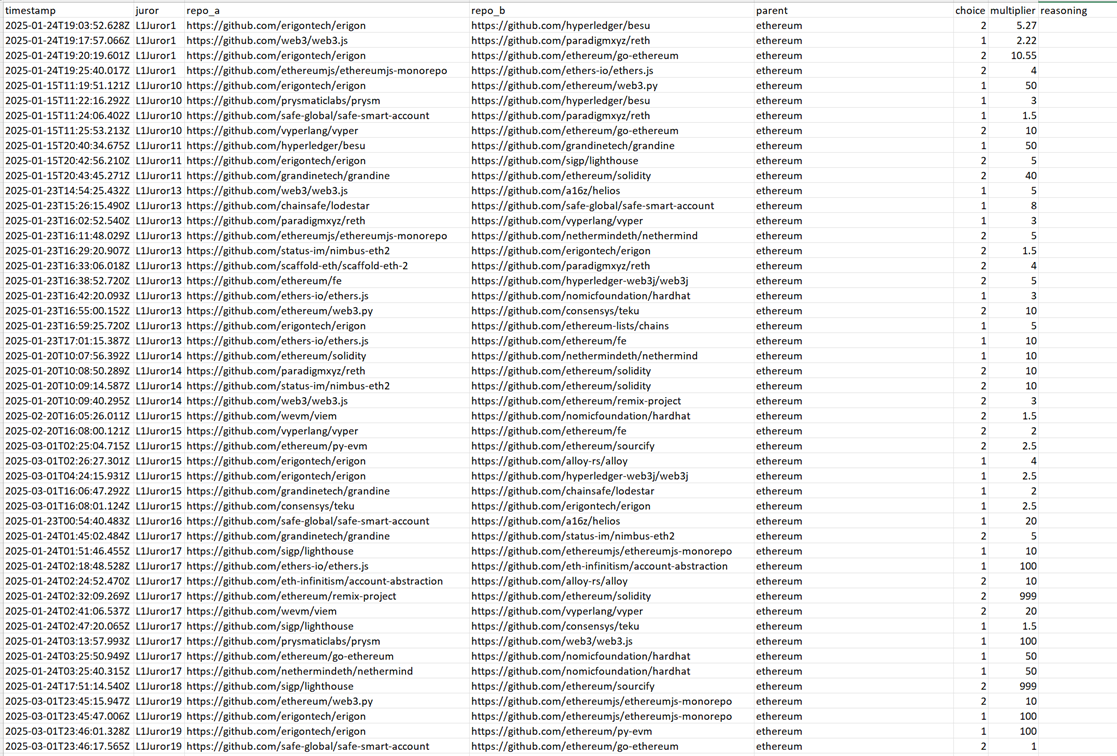 timestamp juror repo_a repo_b parent choice multiplier reasoning
2025-01-24T19:03:52.628Z L1Juror1 https://github.com/erigontech/erigon https://github.com/hyperledger/besu ethereum 2 5.27
2025-01-24T19:17:57.066Z L1Juror1 https://github.com/web3/web3.js https://github.com/paradigmxyz/reth ethereum 1 2.22
2025-01-24T19:20:19.601Z L1Juror1 https://github.com/erigontech/erigon https://github.com/ethereum/go-ethereum ethereum 2 10.55
2025-01-24T19:25:40.017Z L1Juror1 https://github.com/ethereumjs/ethereumjs-monorepo https://github.com/ethers-io/ethers.js ethereum 2 4
2025-01-15T11:19:51.121Z L1Juror10 https://github.com/erigontech/erigon https://github.com/ethereum/web3.py ethereum 1 50
2025-01-15T11:22:16.292Z L1Juror10 https://github.com/prysmaticlabs/prysm https://github.com/hyperledger/besu ethereum 1 3
2025-01-15T11:24:06.402Z L1Juror10 https://github.com/safe-global/safe-smart-account https://github.com/paradigmxyz/reth ethereum 1 1.5
2025-01-15T11:25:53.213Z L1Juror10 https://github.com/vyperlang/vyper https://github.com/ethereum/go-ethereum ethereum 2 10
2025-01-15T20:40:34.675Z L1Juror11 https://github.com/hyperledger/besu https://github.com/grandinetech/grandine ethereum 1 50
2025-01-15T20:42:56.210Z L1Juror11 https://github.com/erigontech/erigon https://github.com/sigp/lighthouse ethereum 2 5
2025-01-15T20:43:45.271Z L1Juror11 https://github.com/grandinetech/grandine https://github.com/ethereum/solidity ethereum 2 40
2025-01-23T14:54:25.432Z L1Juror13 https://github.com/web3/web3.js https://github.com/a16z/helios ethereum 1 5
2025-01-23T15:26:15.490Z L1Juror13 https://github.com/chainsafe/lodestar https://github.com/safe-global/safe-smart-account ethereum 1 8
2025-01-23T16:02:52.540Z L1Juror13 https://github.com/paradigmxyz/reth https://github.com/vyperlang/vyper ethereum 1 3
2025-01-23T16:11:48.029Z L1Juror13 https://github.com/ethereumjs/ethereumjs-monorepo https://github.com/nethermindeth/nethermind ethereum 2 5
2025-01-23T16:29:20.907Z L1Juror13 https://github.com/status-im/nimbus-eth2 https://github.com/erigontech/erigon ethereum 2 1.5
2025-01-23T16:33:06.018Z L1Juror13 https://github.com/scaffold-eth/scaffold-eth-2 https://github.com/paradigmxyz/reth ethereum 2 4
2025-01-23T16:38:52.720Z L1Juror13 https://github.com/ethereum/fe https://github.com/hyperledger-web3j/web3j ethereum 2 5
2025-01-23T16:42:20.093Z L1Juror13 https://github.com/ethers-io/ethers.js https://github.com/nomicfoundation/hardhat ethereum 1 3
2025-01-23T16:55:00.152Z L1Juror13 https://github.com/ethereum/web3.py https://github.com/consensys/teku ethereum 2 10
2025-01-23T16:59:25.720Z L1Juror13 https://github.com/erigontech/erigon https://github.com/ethereum-lists/chains ethereum 1 5
2025-01-23T17:01:15.387Z L1Juror13 https://github.com/ethers-io/ethers.js https://github.com/ethereum/fe ethereum 1 10
2025-01-20T10:07:56.392Z L1Juror14 https://github.com/ethereum/solidity https://github.com/nethermindeth/nethermind ethereum 1 10
2025-01-20T10:08:50.289Z L1Juror14 https://github.com/paradigmxyz/reth https://github.com/ethereum/solidity ethereum 2 10
2025-01-20T10:09:14.587Z L1Juror14 https://github.com/status-im/nimbus-eth2 https://github.com/ethereum/solidity ethereum 2 10
2025-01-20T10:09:40.295Z L1Juror14 https://github.com/web3/web3.js https://github.com/ethereum/remix-project ethereum 2 3
2025-02-20T16:05:26.011Z L1Juror15 https://github.com/wevm/viem https://github.com/nomicfoundation/hardhat ethereum 2 1.5
2025-02-20T16:08:00.121Z L1Juror15 https://github.com/vyperlang/vyper https://github.com/ethereum/fe ethereum 2 2
2025-03-01T02:25:04.715Z L1Juror15 https://github.com/ethereum/py-evm https://github.com/ethereum/sourcify ethereum 2 2.5
2025-03-01T02:26:27.301Z L1Juror15 https://github.com/erigontech/erigon https://github.com/alloy-rs/alloy ethereum 1 4
2025-03-01T04:24:15.931Z L1Juror15 https://github.com/erigontech/erigon https://github.com/hyperledger-web3j/web3j ethereum 1 2.5
2025-03-01T16:06:47.292Z L1Juror15 https://github.com/grandinetech/grandine https://github.com/chainsafe/lodestar ethereum 1 2
2025-03-01T16:08:01.124Z L1Juror15 https://github.com/consensys/teku https://github.com/erigontech/erigon ethereum 1 2.5
2025-01-23T00:54:40.483Z L1Juror16 https://github.com/safe-global/safe-smart-account https://github.com/a16z/helios ethereum 1 20
2025-01-24T01:45:02.484Z L1Juror17 https://github.com/grandinetech/grandine https://github.com/status-im/nimbus-eth2 ethereum 2 5
2025-01-24T01:51:46.455Z L1Juror17 https://github.com/sigp/lighthouse https://github.com/ethereumjs/ethereumjs-monorepo ethereum 1 10
2025-01-24T02:18:48.528Z L1Juror17 https://github.com/ethers-io/ethers.js https://github.com/eth-infinitism/account-abstraction ethereum 1 100
2025-01-24T02:24:52.470Z L1Juror17 https://github.com/eth-infinitism/account-abstraction https://github.com/alloy-rs/alloy ethereum 2 10
2025-01-24T02:32:09.269Z L1Juror17 https://github.com/ethereum/remix-project https://github.com/ethereum/solidity ethereum 2 999
2025-01-24T02:41:06.537Z L1Juror17 https://github.com/wevm/viem https://github.com/vyperlang/vyper ethereum 2 20
2025-01-24T02:47:20.065Z L1Juror17 https://github.com/sigp/lighthouse https://github.com/consensys/teku ethereum 1 1.5
2025-01-24T03:13:57.993Z L1Juror17 https://github.com/prysmaticlabs/prysm https://github.com/web3/web3.js ethereum 1 100
2025-01-24T03:25:50.949Z L1Juror17 https://github.com/ethereum/go-ethereum https://github.com/nomicfoundation/hardhat ethereum 1 50
2025-01-24T03:25:40.315Z L1Juror17 https://github.com/nethermindeth/nethermind https://github.com/nomicfoundation/hardhat ethereum 1 50
2025-01-24T17:51:14.540Z L1Juror18 https://github.com/sigp/lighthouse https://github.com/ethereum/sourcify ethereum 2 999
2025-03-01T23:45:15.947Z L1Juror19 https://github.com/ethereum/web3.py https://github.com/ethereumjs/ethereumjs-monorepo ethereum 2 10
2025-03-01T23:45:47.006Z L1Juror19 https://github.com/erigontech/erigon https://github.com/ethereumjs/ethereumjs-monorepo ethereum 1 100
2025-03-01T23:46:01.328Z L1Juror19 https://github.com/erigontech/erigon https://github.com/ethereum/py-evm ethereum 1 100
2025-03-01T23:46:17.565Z L1Juror19 https://github.com/safe-global/safe-smart-account https://github.com/ethereum/go-ethereum ethereum 2 1